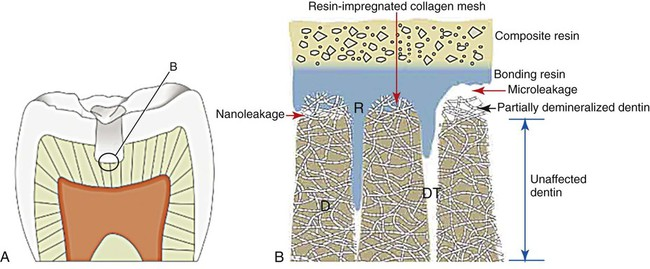 B
A
B
Resin-impregnated collagen mesh
Composite resin
Bonding resin
Microleakage
Partially demineralized dentin
Nanoleakage
R
DT
D
Unaffected
dentin